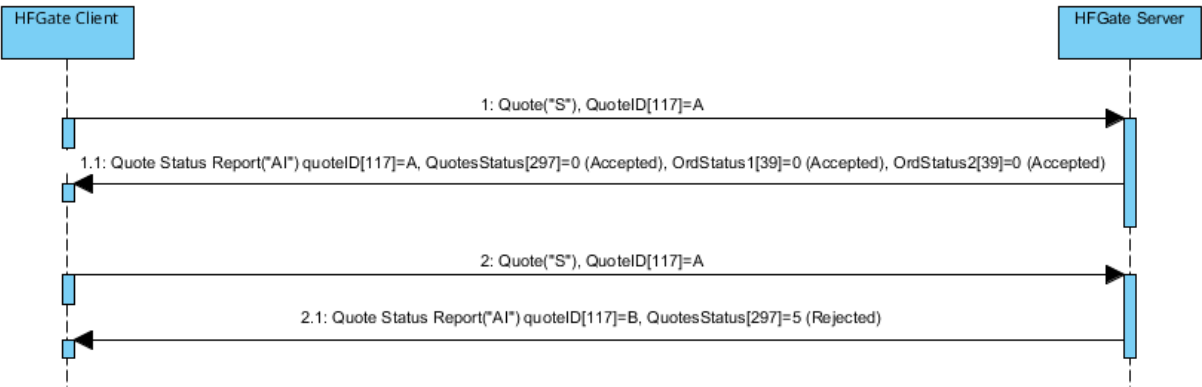 HFGate Client
HFGate Server
1: Quote("S"), QuoteID[117]=A
1.1: Quote Status Report("AI") quoteID[117]=A, QuotesStatus[297]=0 (Accepted), OrdStatus1[39]=0 (Accepted), OrdStatus2[39]=0 (Accepted)
2: Quote("S"), QuoteID[117]=A
2.1: Quote Status Report("AI") quoteID[117]=B, QuotesStatus[297]=5 (Rejected)